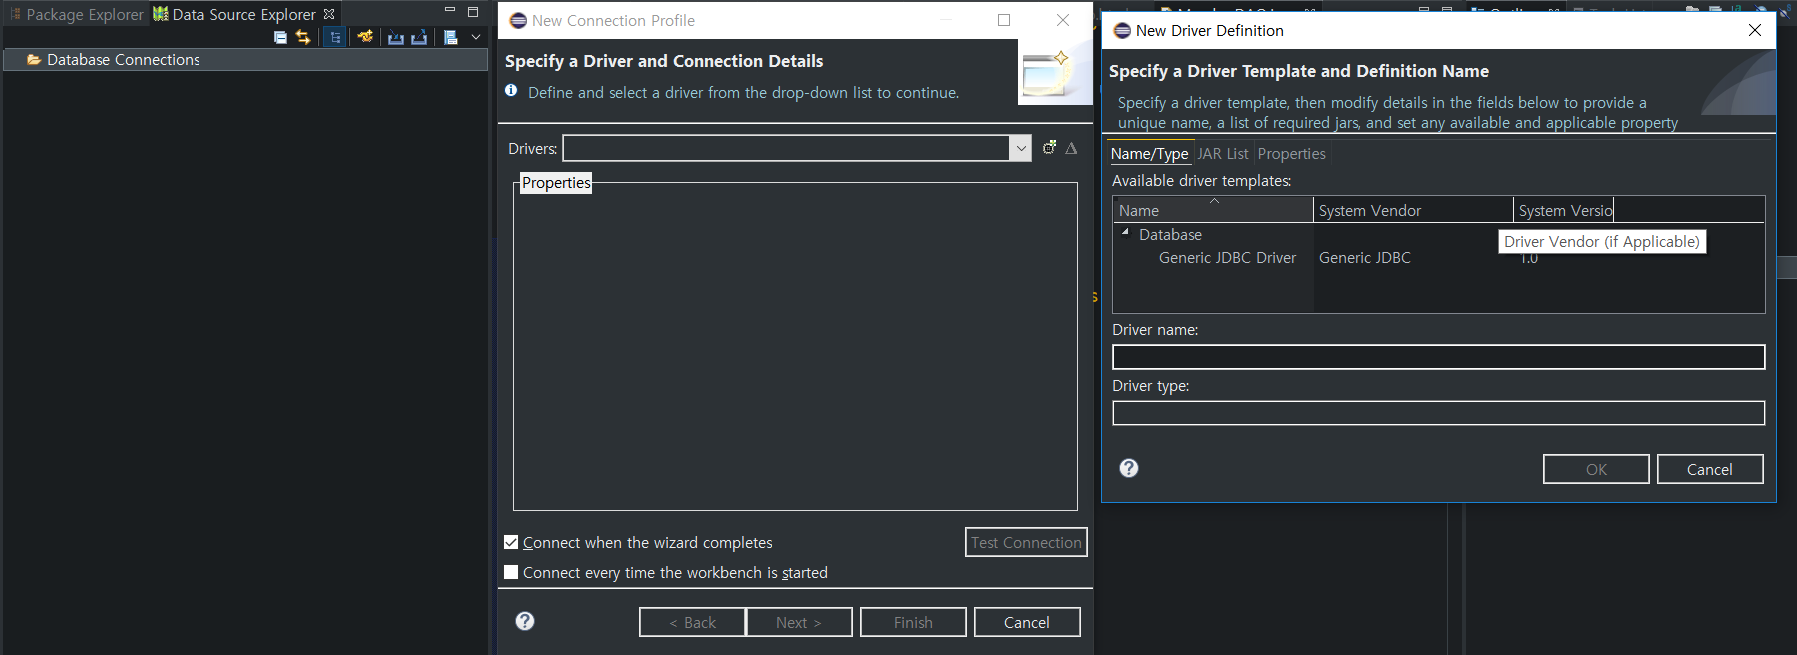 Package Explorer
Data Source Explorer
Database Connections
New Connection Profile
Specify a Driver and Connection Details
Define and select a driver from the drop-down list to continue.
Drivers:
Properties
Connect when the wizard completes
Test Connection
Connect every time the workbench is started
< Back
Next >
Finish
Cancel
New Driver Definition
Specify a Driver Template and Definition Name
Specify a driver template, then modify details in the fields below to provide a
unique name, a list of required jars, and set any available and applicable property
Name/Type JAR List Properties
Available driver templates:
Name System Vendor System Versio
Database
Driver Vendor (if Applicable)
Generic JDBC Driver Generic JDBC 1.0
Driver name:
Driver type:
OK
Cancel